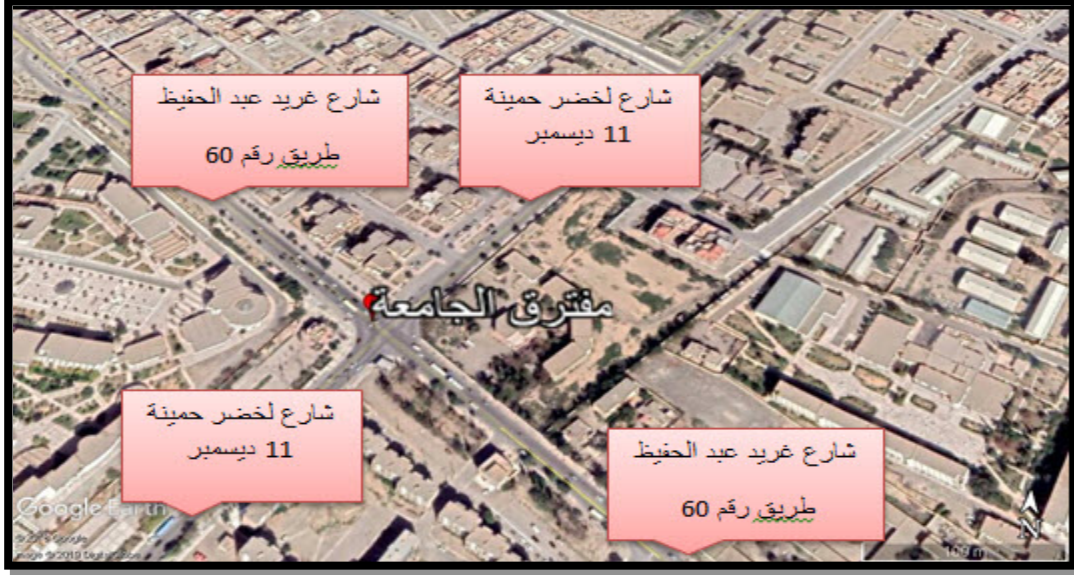 شارع غريد عبد الحفيظ
طريق رقم 60
شارع لخضر حمينة
11 ديسمبر
مفترق الجامعة
شارع لخضر حمينة
11 ديسمبر
شارع غريد عبد الحفيظ
طريق رقم 60
Google Earth
N